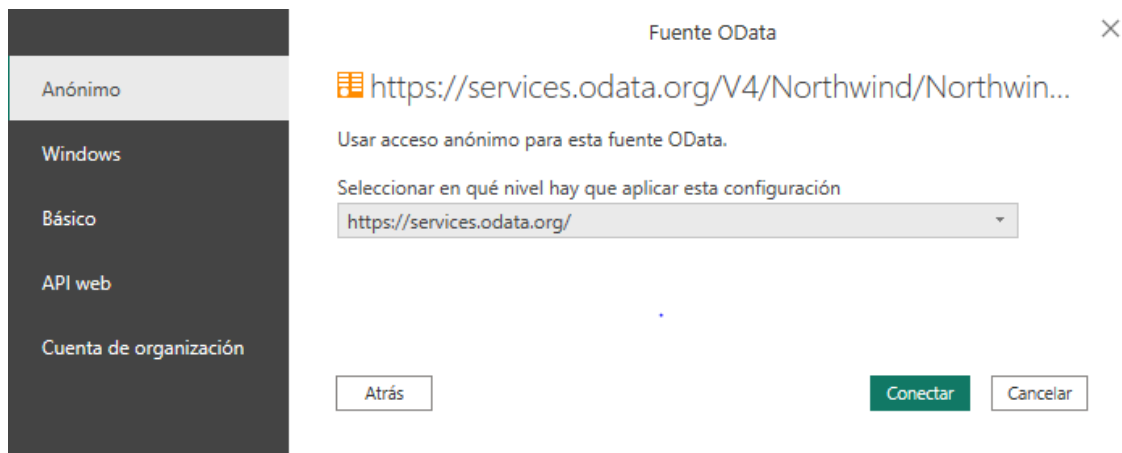 Fuente OData
Anónimo
Windows
Básico
API web
Cuenta de organización
https://services.odata.org/V4/Northwind/Northwin...
Usar acceso anónimo para esta fuente OData.
Seleccionar en qué nivel hay que aplicar esta configuración
https://services.odata.org/
Atrás
Conectar
Cancelar